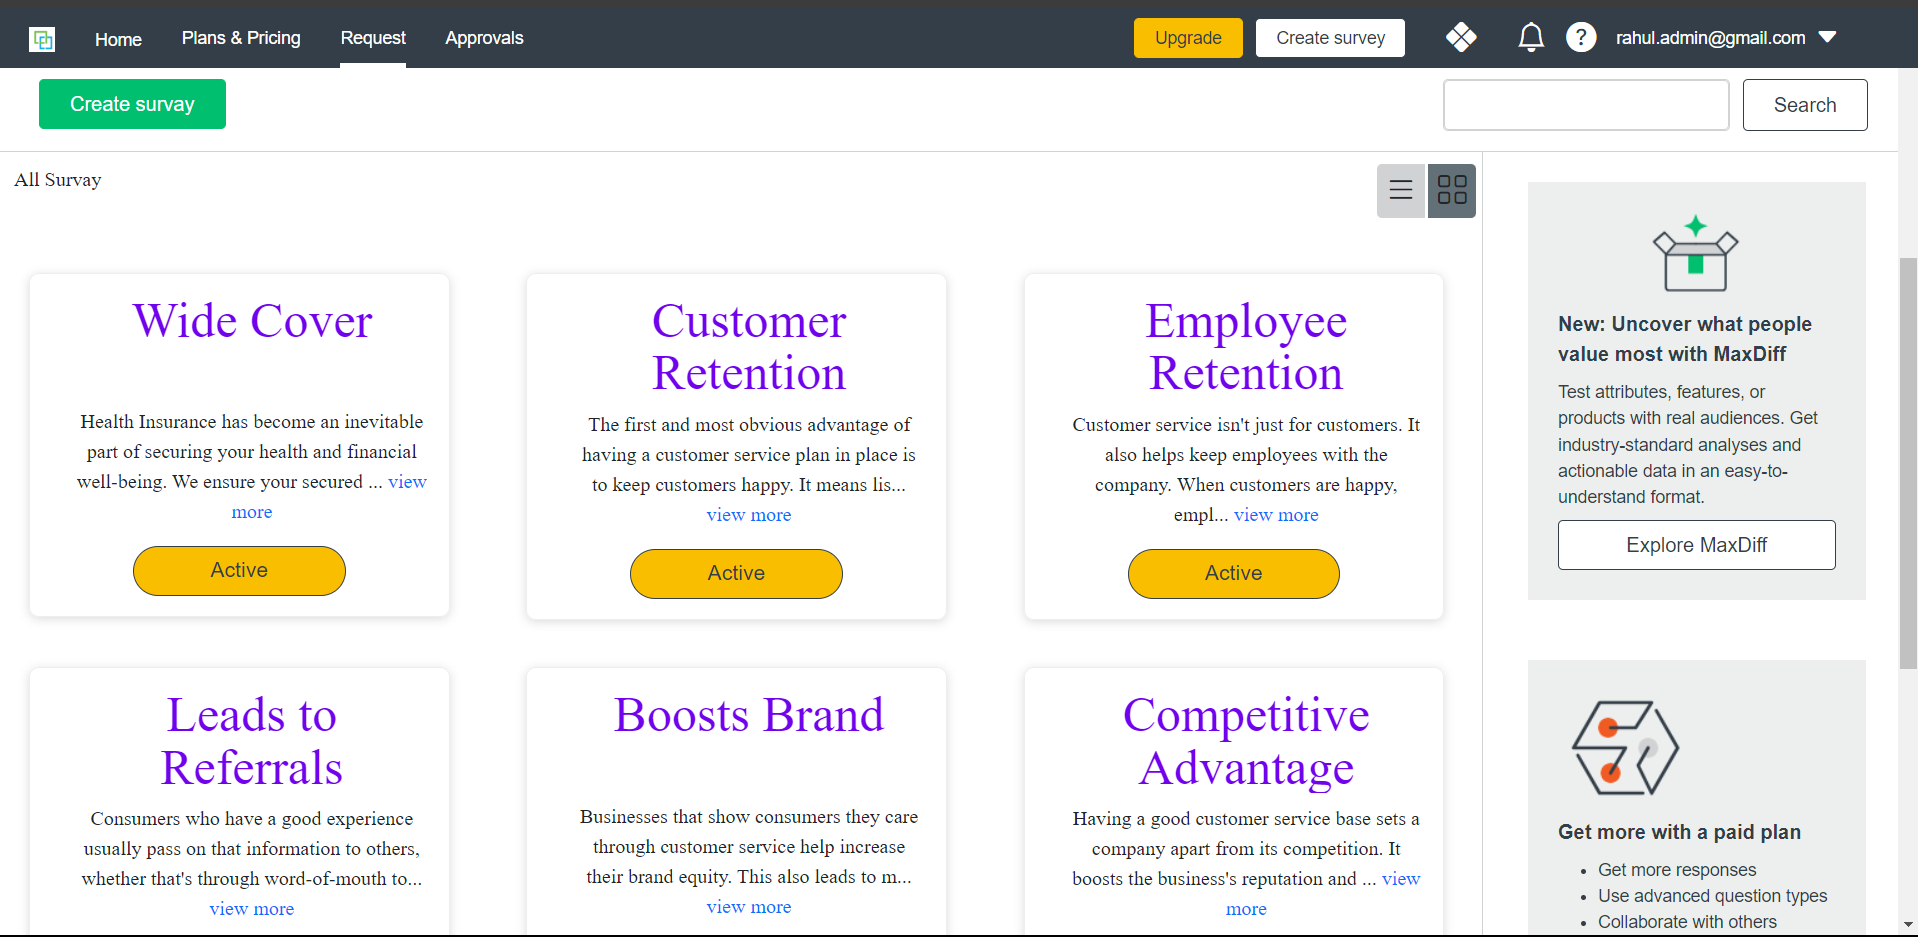 Home Plans & Pricing Request Approvals Upgrade Create survey ? rahul.admin@gmail.com
Create survay Search
All Survay
Wide Cover
Health Insurance has become an inevitable
part of securing your health and financial
well-being. We ensure your secured ... view
more
Active
Customer
Retention
The first and most obvious advantage of
having a customer service plan in place is
to keep customers happy. It means lis...
view more
Active
Employee
Retention
Customer service isn't just for customers. It
also helps keep employees with the
company. When customers are happy,
empl... view more
Active
Leads to
Referrals
Consumers who have a good experience
usually pass on that information to others,
whether that's through word-of-mouth to...
view more
Boosts Brand
Businesses that show consumers they care
through customer service help increase
their brand equity. This also leads to m...
view more
Competitive
Advantage
Having a good customer service base sets a
company apart from its competition. It
boosts the business's reputation and ... view
more
New: Uncover what people
value most with MaxDiff
Test attributes, features, or
products with real audiences. Get
industry-standard analyses and
actionable data in an easy-to-
understand format.
Explore MaxDiff
Get more with a paid plan
• Get more responses
• Use advanced question types
• Collaborate with others